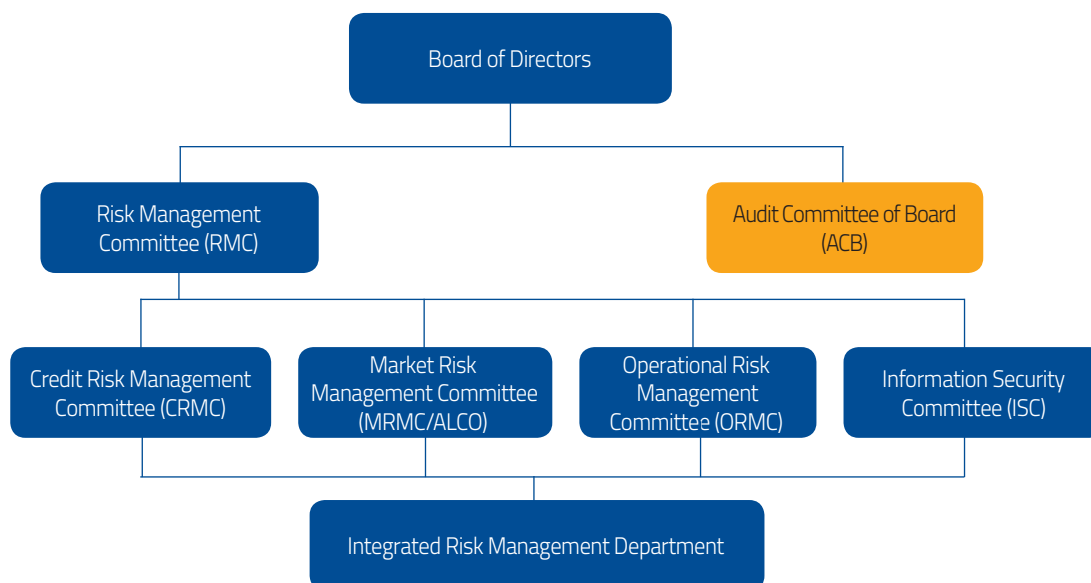 Board of Directors
Risk Management
Committee (RMC)
Audit Committee of Board
(ACB)
Credit Risk Management
Committee (CRMC)
Market Risk
Management Committee
(MRMC/ALCO)
Operational Risk
Management
Committee (ORMC)
Information Security
Committee (ISC)
Integrated Risk Management Department